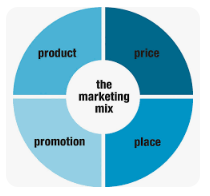 product
price
the
marketing
mix
promotion
place